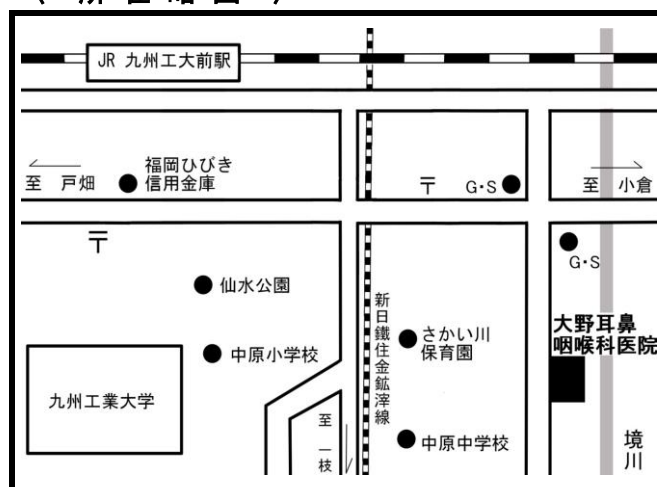 (所在略図)
JR 九州工大前駅
福岡ひびき
信用金庫
至 戸畑
〒
G・S
至 小倉
〒
G・S
仙水公園
新日鐵住金鉱滓線
さかい川
保育園
大野耳鼻
咽喉科医院
中原小学校
九州工業大学
至 一枝
中原中学校
境川